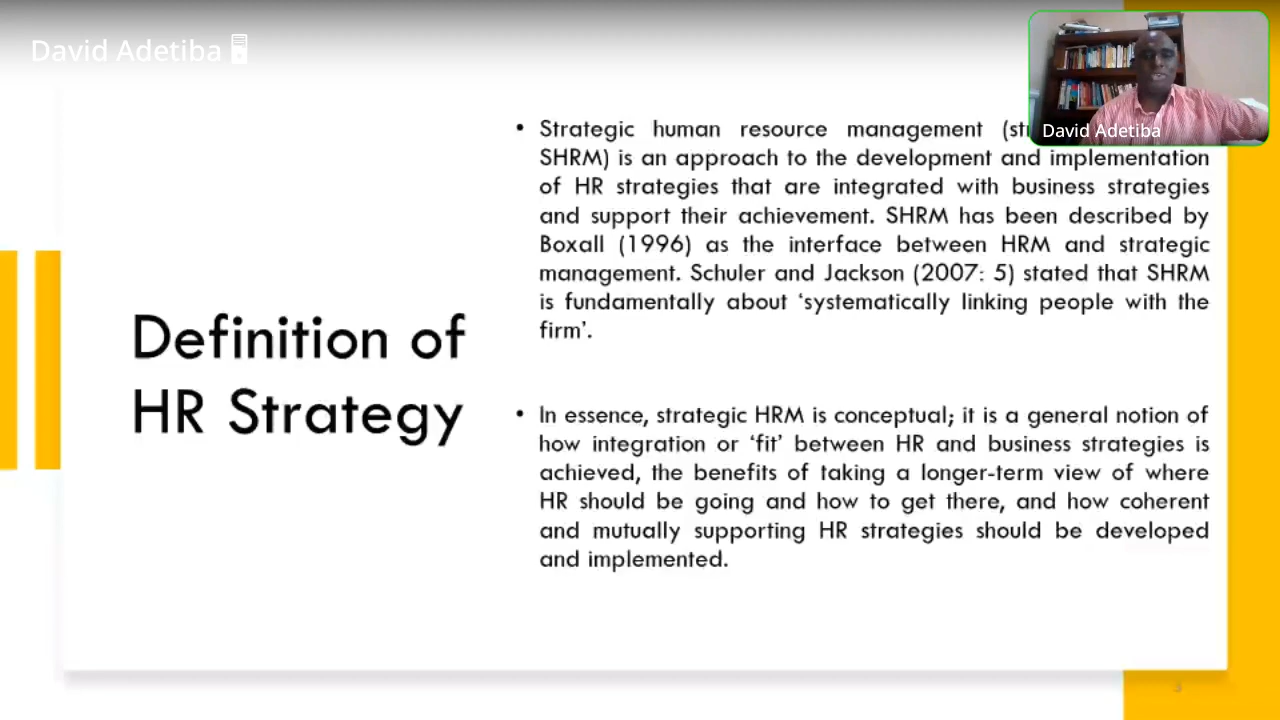 David Adetiba
David Adetiba
• Strategic human resource management (
SHRM) is an approach to the development and implementation
of HR strategies that are integrated with business strategies
and support their achievement. SHRM has been described by
Boxall (1996) as the interface between HRM and strategic
management. Schuler and Jackson (2007: 5) stated that SHRM
is fundamentally about ‘systematically linking people with the
firm’.
Definition of
HR Strategy
• In essence, strategic HRM is conceptual; it is a general notion of
how integration or ‘fit’ between HR and business strategies is
achieved, the benefits of taking a longer-term view of where
HR should be going and how to get there, and how coherent
and mutually supporting HR strategies should be developed
and implemented.